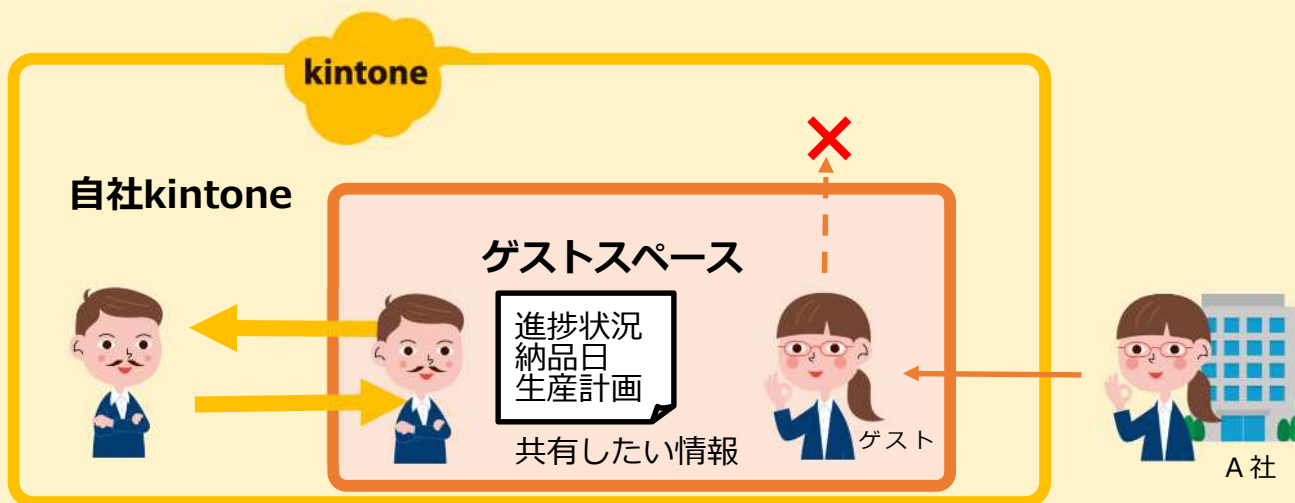 kintone
自社kintone
ゲストスペース
進捗状況
納品日
生産計画
共有したい情報
ゲスト
A社